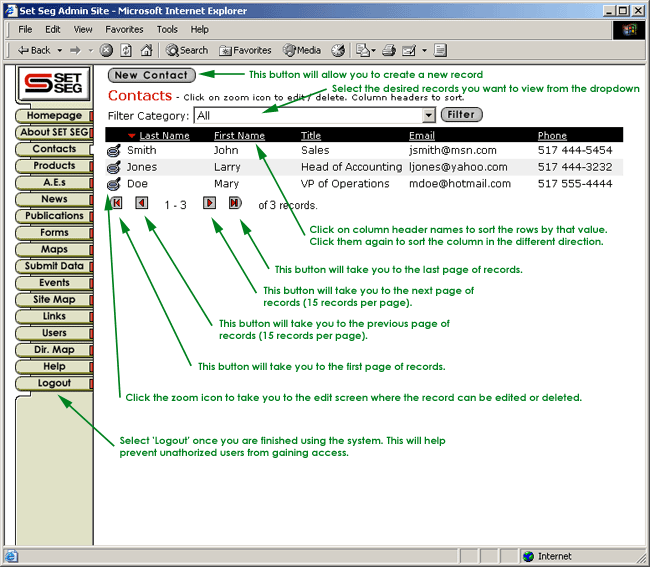 Set Seg Admin Site - Microsoft Internet Explorer
File Edit View Favorites Tools Help
Back Search Favorites Media
SET SEG
New Contact
This button will allow you to create a new record
Contacts - Click on zoom icon to edit / delete. Column headers to sort.
Select the desired records you want to view from the dropdown
Filter Category: All Filter
Last Name First Name Title Email Phone
Smith John Sales jsmith@msn.com 517 444-5454
Jones Larry Head of Accounting ljones@yahoo.com 517 444-3232
Doe Mary VP of Operations mdoe@hotmail.com 517 555-4444
1 - 3 of 3 records.
Homepage
About SET SEG
Contacts
Products
A.E.s
News
Publications
Forms
Maps
Submit Data
Events
Site Map
Links
Users
Dir. Map
Help
Logout
Click on column header names to sort the rows by that value.
Click them again to sort the column in the different direction.
This button will take you to the last page of records.
This button will take you to the next page of
records (15 records per page).
This button will take you to the previous page of
records (15 records per page).
This button will take you to the first page of records.
Click the zoom icon to take you to the edit screen where the record can be edited or deleted.
Select 'Logout' once you are finished using the system. This will help
prevent unathorized users from gaining access.
Internet